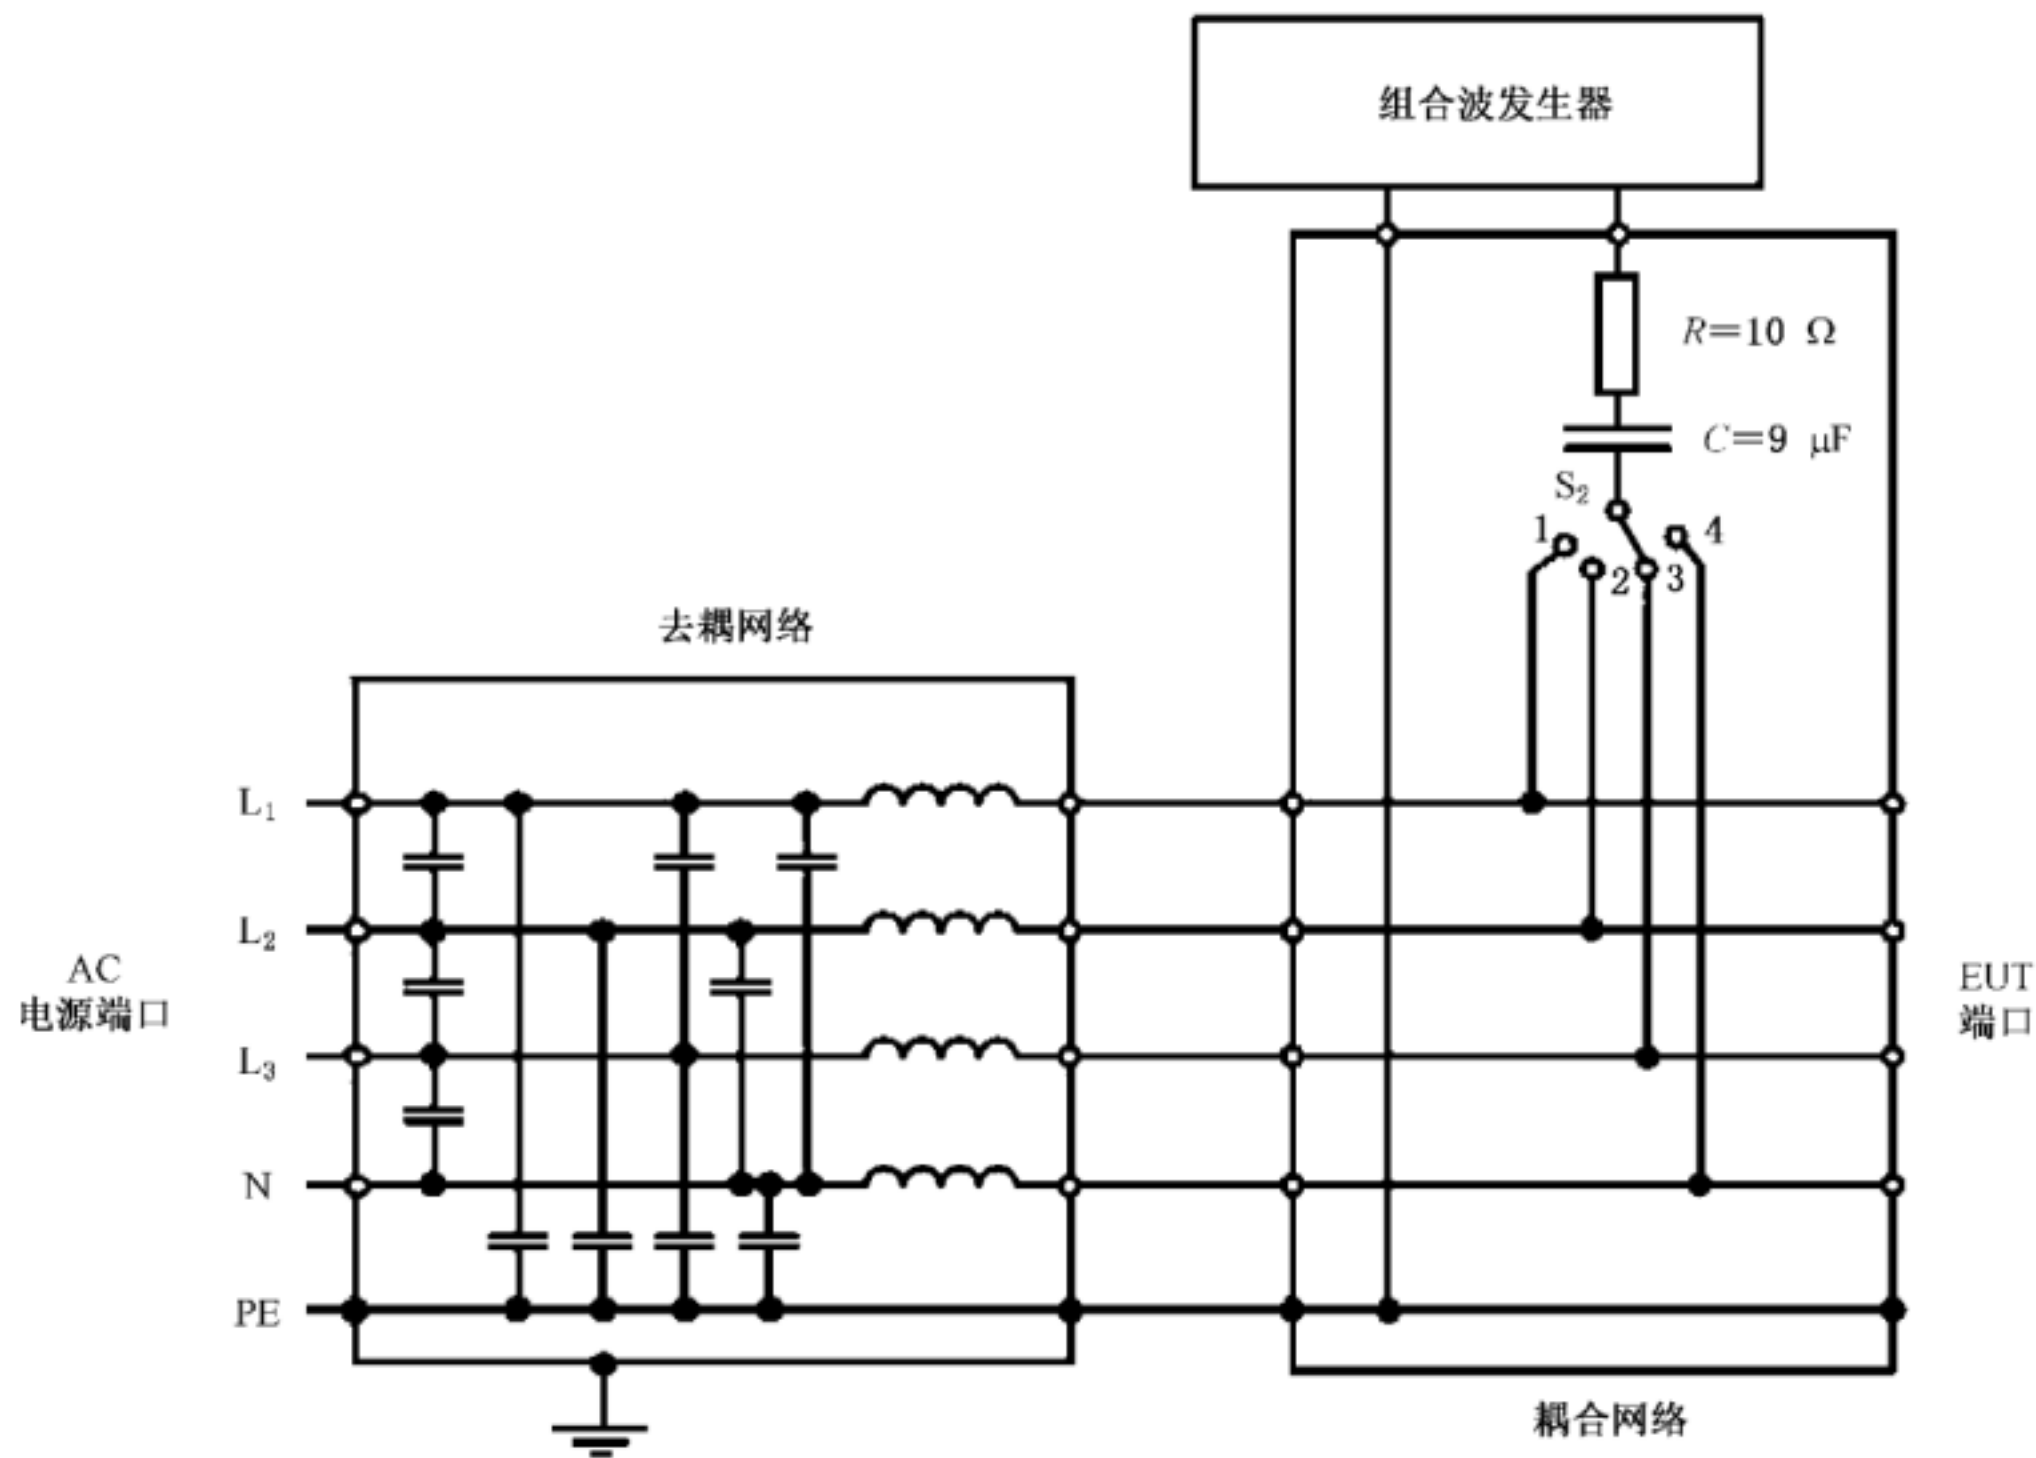 组合波发生器
R=10 Ω
C=9 μF
S₂
1
2
3
4
去耦网络
L₁
L₂
L₃
N
PE
AC
电源端口
EUT
端口
耦合网络